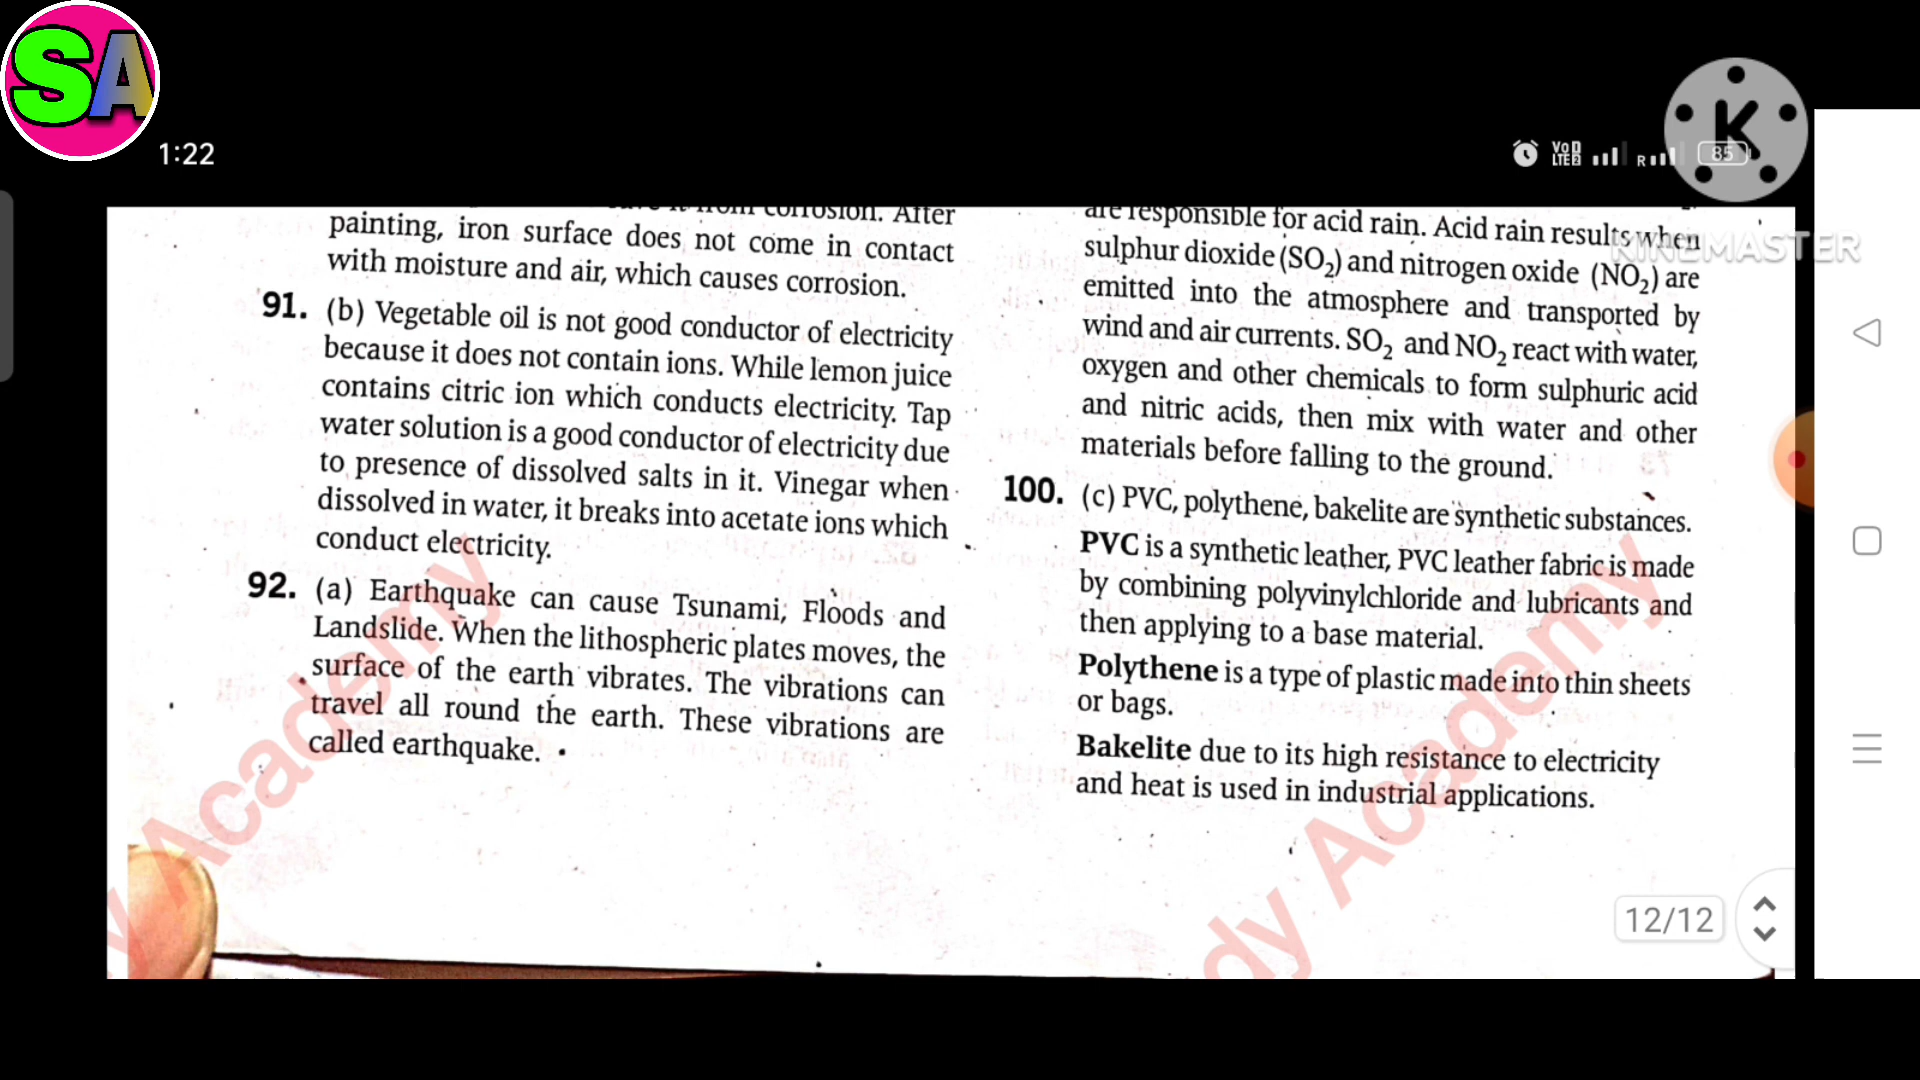 SA
1:22
VoD
LTE2
R
85
K
KINEMASTER
from corrosion. After
painting, iron surface does not come in contact
with moisture and air, which causes corrosion.
91. (b) Vegetable oil is not good conductor of electricity
because it does not contain ions. While lemon juice
contains citric ion which conducts electricity. Tap
water solution is a good conductor of electricity due
to presence of dissolved salts in it. Vinegar when
dissolved in water, it breaks into acetate ions which
conduct electricity.
92. (a) Earthquake can cause Tsunami, Floods and
Landslide. When the lithospheric plates moves, the
surface of the earth vibrates. The vibrations can
travel all round the earth. These vibrations are
called earthquake.
are responsible for acid rain. Acid rain results when
sulphur dioxide (SO₂) and nitrogen oxide (NO₂) are
emitted into the atmosphere and transported by
wind and air currents. SO₂ and NO₂ react with water,
oxygen and other chemicals to form sulphuric acid
and nitric acids, then mix with water and other
materials before falling to the ground.
100. (c) PVC, polythene, bakelite are synthetic substances.
PVC is a synthetic leather, PVC leather fabric is made
by combining polyvinylchloride and lubricants and
then applying to a base material.
Polythene is a type of plastic made into thin sheets
or bags.
Bakelite due to its high resistance to electricity
and heat is used in industrial applications.
y Academy
dy Academy
12/12